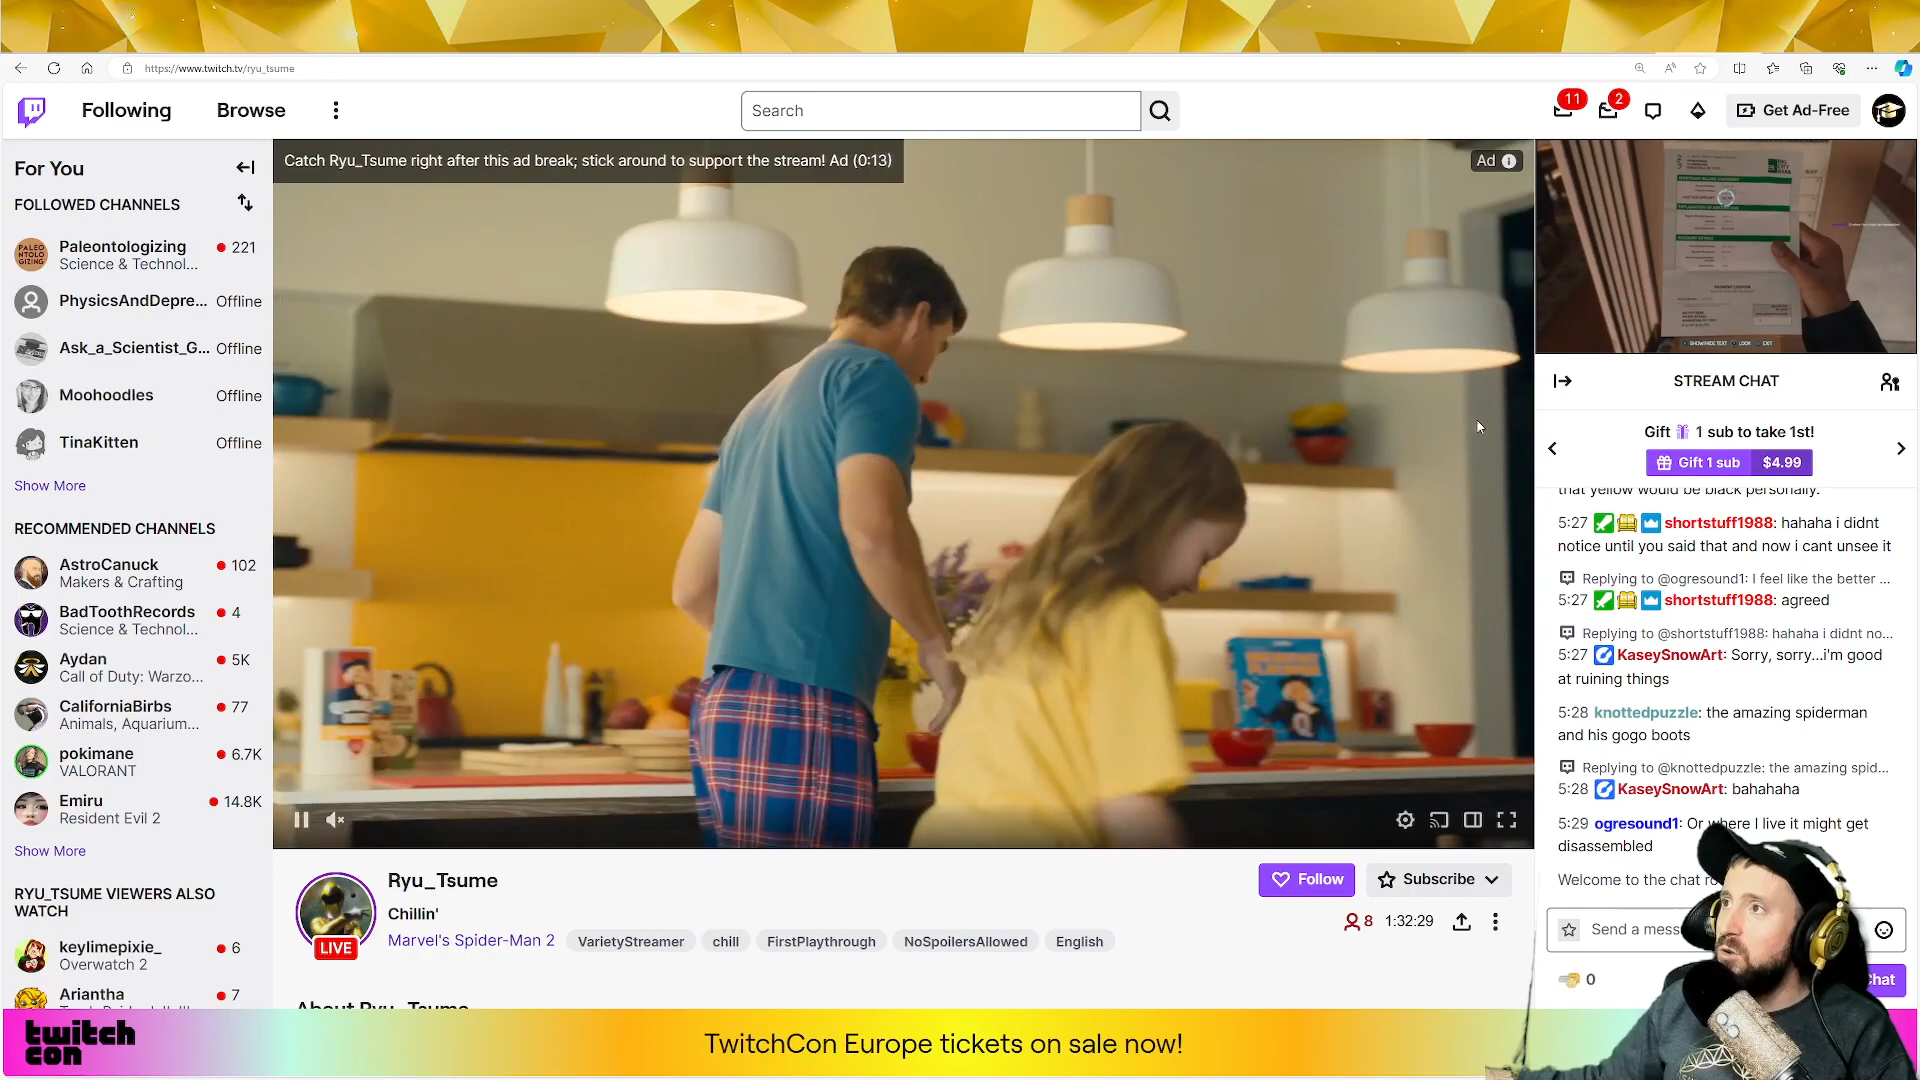 https://www.twitch.tv/ryu_tsume
Following
Browse
Search
11
2
Get Ad-Free
For You
FOLLOWED CHANNELS
Paleontologizing
221
Science & Technol...
PhysicsAndDepre...
Offline
Ask_a_Scientist_G...
Offline
Moohoodles
Offline
TinaKitten
Offline
Show More
RECOMMENDED CHANNELS
AstroCanuck
102
Makers & Crafting
BadToothRecords
4
Science & Technol...
Aydan
5K
Call of Duty: Warzo...
CaliforniaBirbs
77
Animals, Aquarium...
pokimane
6.7K
VALORANT
Emiru
14.8K
Resident Evil 2
Show More
RYU_TSUME VIEWERS ALSO
WATCH
keylimepixie_
6
Overwatch 2
Ariantha
7
Catch Ryu_Tsume right after this ad break; stick around to support the stream! Ad (0:13)
Ad
Ryu_Tsume
Chillin'
Marvel's Spider-Man 2
VarietyStreamer
chill
FirstPlaythrough
NoSpoilersAllowed
English
LIVE
Follow
Subscribe
8
1:32:29
About Ryu_Tsume
STREAM CHAT
Gift 1 sub to take 1st!
Gift 1 sub $4.99
that yellow would be black personally.
5:27 shortstuff1988: hahaha i didnt
notice until you said that and now i cant unsee it
Replying to @ogresound1: I feel like the better ...
5:27 shortstuff1988: agreed
Replying to @shortstuff1988: hahaha i didnt no...
5:27 KaseySnowArt: Sorry, sorry...i'm good
at ruining things
5:28 knottedpuzzle: the amazing spiderman
and his gogo boots
Replying to @knottedpuzzle: the amazing spid...
5:28 KaseySnowArt: bahahaha
5:29 ogresound1: Or where I live it might get
disassembled
Welcome to the chat
Send a mess
0
Chat
twitch
con
TwitchCon Europe tickets on sale now!